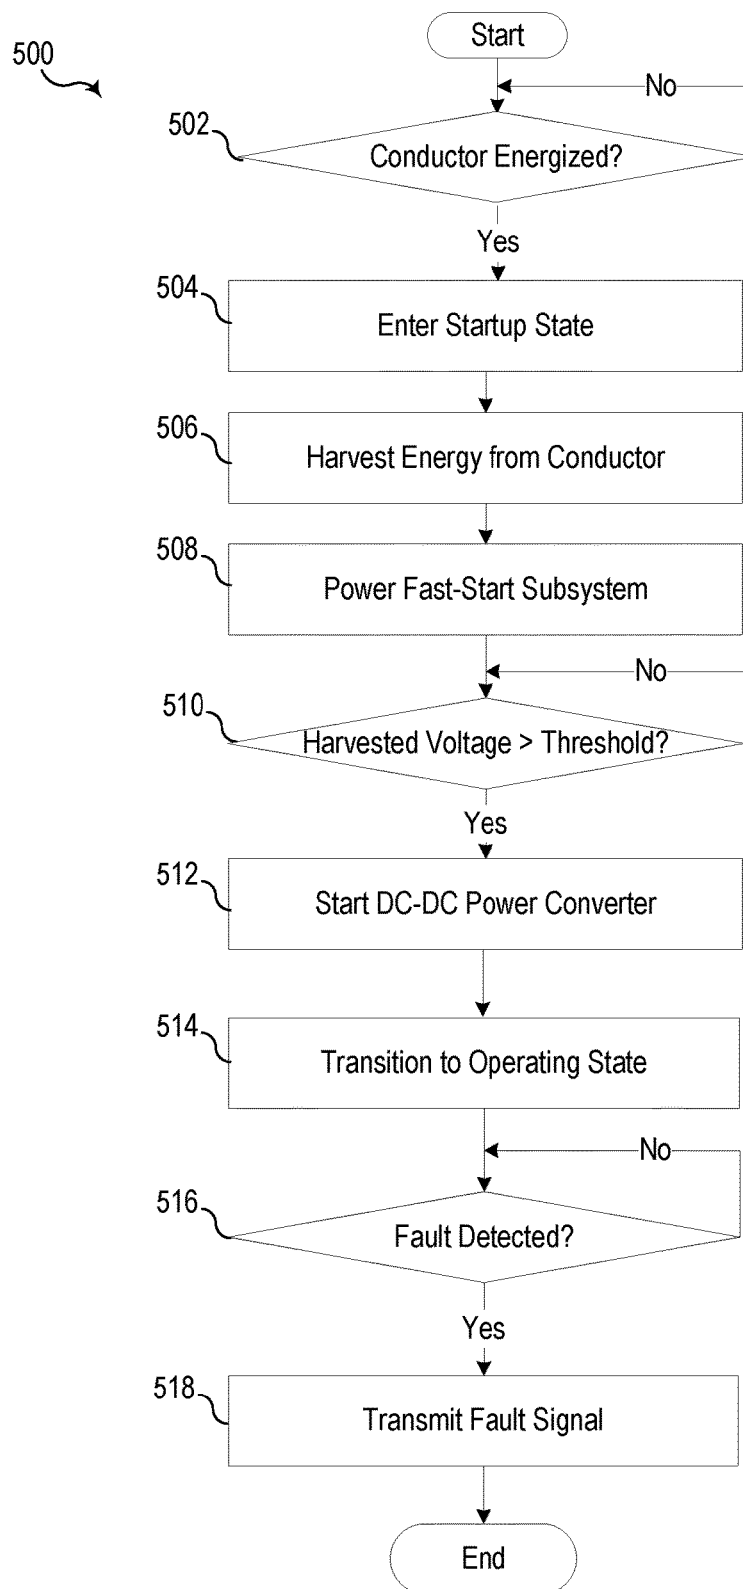 Start
500
No
502
Conductor Energized?
Yes
504
Enter Startup State
506
Harvest Energy from Conductor
508
Power Fast-Start Subsystem
No
510
Harvested Voltage > Threshold?
Yes
512
Start DC-DC Power Converter
514
Transition to Operating State
No
516
Fault Detected?
Yes
518
Transmit Fault Signal
End